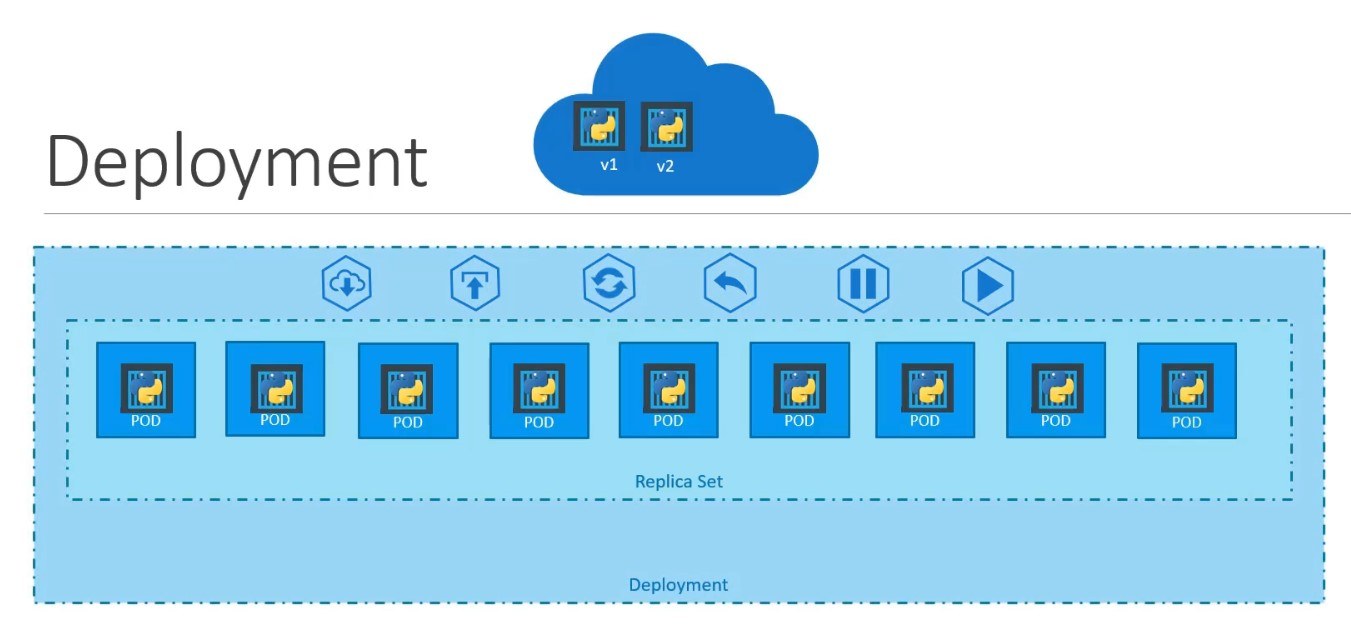 Deployment
v1 v2
POD POD POD POD POD POD POD POD POD
Replica Set
Deployment